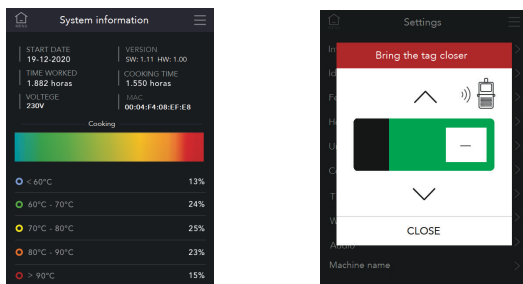 MENU
System information
START DATE
19-12-2020
VERSION
SW: 1.11 HW: 1.00
TIME WORKED
1.882 horas
COOKING TIME
1.550 horas
VOLTEGE
230V
MAC
00:04:F4:08:EF:E8
Cooking
< 60°C 13%
60°C - 70°C 24%
70°C - 80°C 25%
80°C - 90°C 23%
> 90°C 15%
Settings
Bring the tag closer
CLOSE
Audio
Machine name